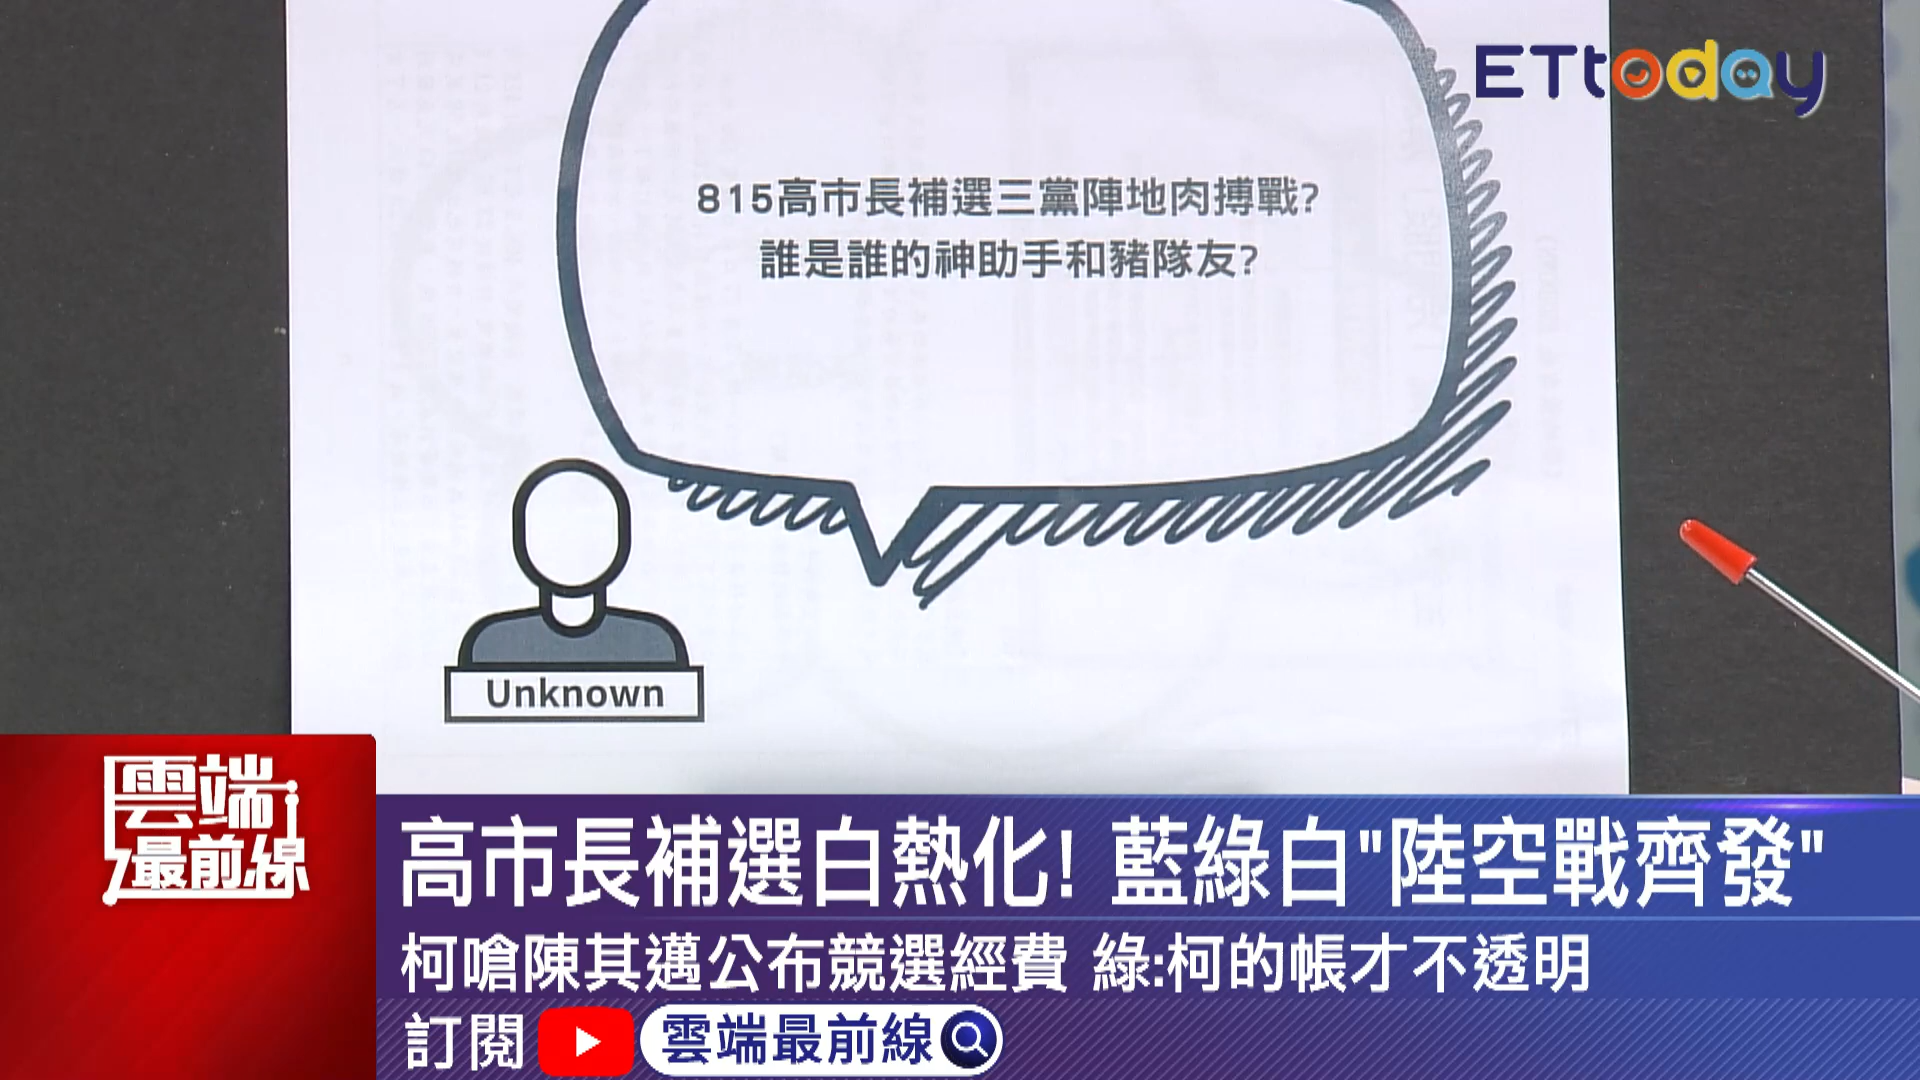 ETtoday
815高市長補選三黨陣地肉搏戰?
誰是誰的神助手和豬隊友?
Unknown
雲端
最前線
高市長補選白熱化! 藍綠白"陸空戰齊發"
柯嗆陳其邁公布競選經費 綠:柯的帳才不透明
訂閱 雲端最前線